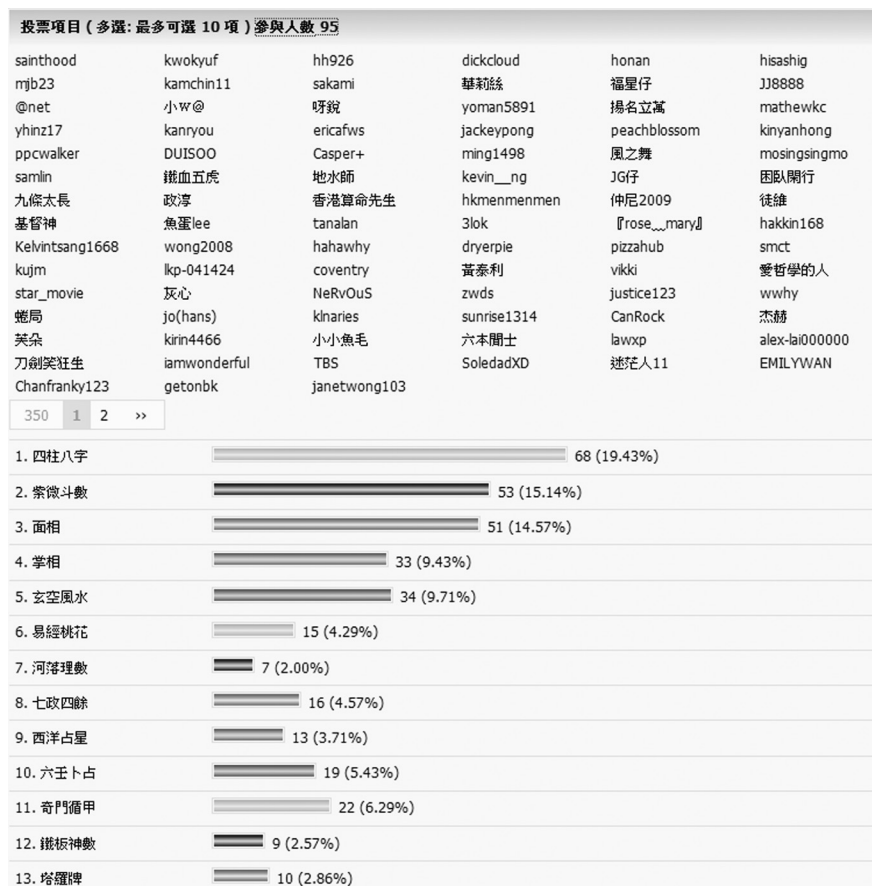 投票項目 ( 多選: 最多可選 10 項 ) 參與人數 95
sainthood kwokyuf hh926 dickcloud honan hisashig
mjb23 kamchin11 sakami 華莉絲 福星仔 JJ8888
@net 小w@ 呀銳 yoman5891 揚名立萬 mathewkc
yhinz17 kanryou ericafws jackeypong peachblossom kinyanhong
ppcwalker DUISOO Casper+ ming1498 風之舞 mosingsingmo
samlin 鐵血五虎 地水師 kevin__ng JG仔 困臥閑行
九條太長 政淳 香港算命先生 hkmenmenmen 仲尼2009 徒維
基督神 魚蛋lee tanalan 3lok 『rose﹏mary』 hakkin168
Kelvintsang1668 wong2008 hahawhy dryerpie pizzahub smct
kujm lkp-041424 coventry 黃泰利 vikki 愛哲學的人
star_movie 灰心 NeRvOuS zwds justice123 wwhy
蜷局 jo(hans) klnaries sunrise1314 CanRock 杰赫
芙朵 kirin4466 小小魚毛 六本聞士 lawxp alex-lai000000
刀劍笑狂生 iamwonderful TBS SoledadXD 迷茫人11 EMILYWAN
Chanfranky123 getonbk janetwong103
350 1 2 ››
1. 四柱八字 68 (19.43%)
2. 紫微斗數 53 (15.14%)
3. 面相 51 (14.57%)
4. 掌相 33 (9.43%)
5. 玄空風水 34 (9.71%)
6. 易經桃花 15 (4.29%)
7. 河落理數 7 (2.00%)
8. 七政四餘 16 (4.57%)
9. 西洋占星 13 (3.71%)
10. 六壬卜占 19 (5.43%)
11. 奇門循甲 22 (6.29%)
12. 鐵板神數 9 (2.57%)
13. 塔羅牌 10 (2.86%)